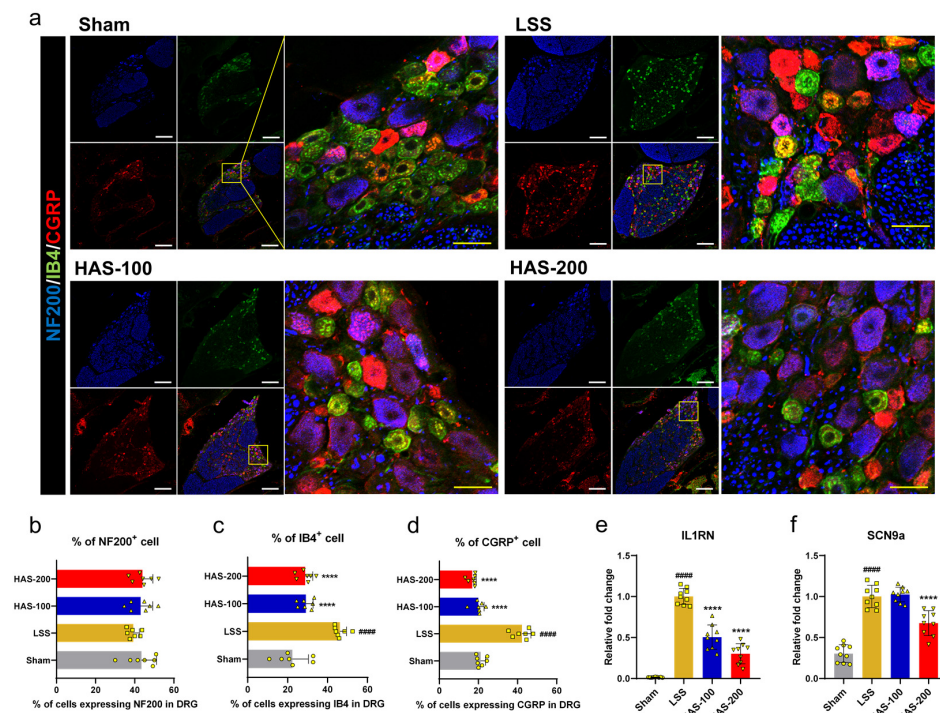 a
Sham
LSS
NF200/IB4/CGRP
HAS-100
HAS-200
b
% of NF200+ cell
HAS-200
HAS-100
LSS
Sham
0 20 40 60
% of cells expressing NF200 in DRG
c
% of IB4+ cell
HAS-200
****
HAS-100
****
LSS
####
Sham
0 20 40 60
% of cells expressing IB4 in DRG
d
% of CGRP+ cell
HAS-200
****
HAS-100
****
LSS
####
Sham
0 20 40 60
% of cells expressing CGRP in DRG
e
IL1RN
Relative fold change
1.5
1.0
0.5
0.0
####
****
****
Sham
LSS
HAS-100
HAS-200
f
SCN9a
Relative fold change
1.5
1.0
0.5
0.0
####
****
Sham
LSS
HAS-100
HAS-200